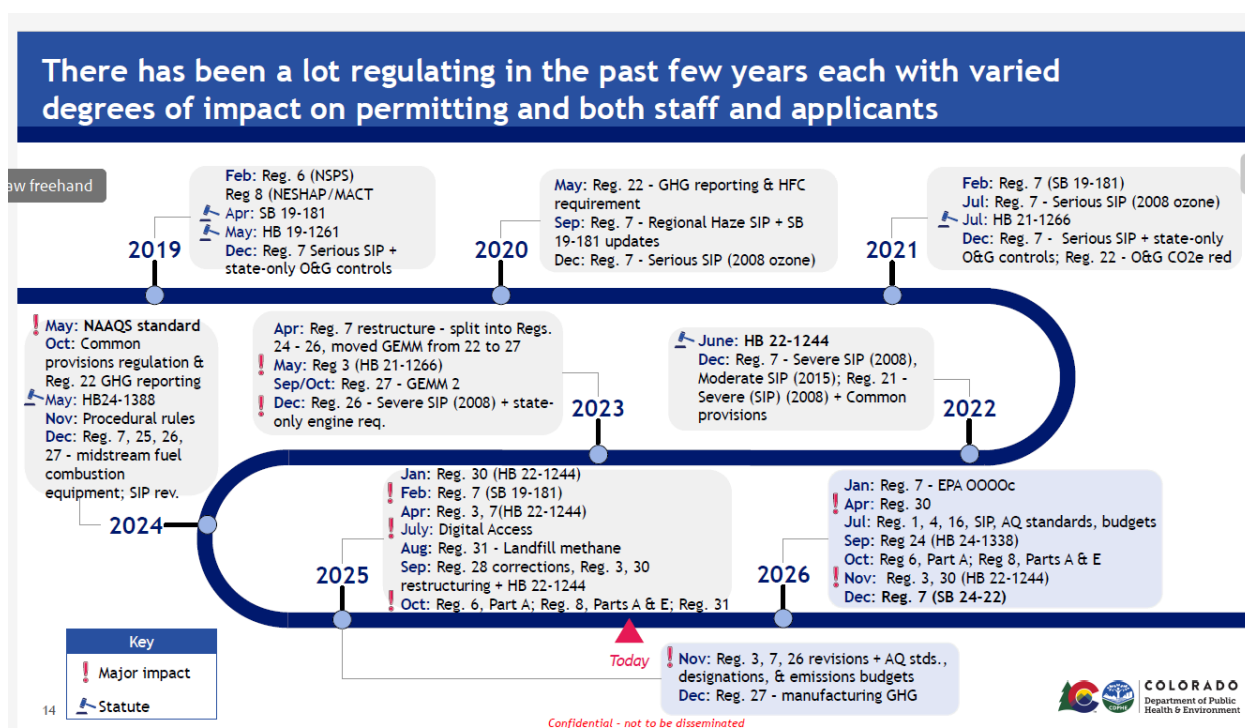 There has been a lot regulating in the past few years each with varied
degrees of impact on permitting and both staff and applicants
aw freehand
Feb: Reg. 6 (NSPS)
Reg 8 (NESHAP/MACT
Apr: SB 19-181
May: HB 19-1261
Dec: Reg. 7 Serious SIP +
state-only O&G controls
2019
May: Reg. 22 - GHG reporting & HFC
requirement
Sep: Reg. 7 - Regional Haze SIP + SB
19-181 updates
Dec: Reg. 7 - Serious SIP (2008 ozone)
2020
Feb: Reg. 7 (SB 19-181)
Jul: Reg. 7 - Serious SIP (2008 ozone)
Jul: HB 21-1266
Dec: Reg. 7 - Serious SIP + state-only
O&G controls; Reg. 22 - O&G CO2e red
2021
June: HB 22-1244
Dec: Reg. 7 - Severe SIP (2008),
Moderate SIP (2015); Reg. 21 -
Severe (SIP) (2008) + Common
provisions
2022
Apr: Reg. 7 restructure - split into Regs.
24 - 26, moved GEMM from 22 to 27
May: Reg 3 (HB 21-1266)
Sep/Oct: Reg. 27 - GEMM 2
Dec: Reg. 26 - Severe SIP (2008) + state-
only engine req.
2023
May: NAAQS standard
Oct: Common
provisions regulation &
Reg. 22 GHG reporting
May: HB24-1388
Nov: Procedural rules
Dec: Reg. 7, 25, 26,
27 - midstream fuel
combustion
equipment; SIP rev.
2024
Jan: Reg. 30 (HB 22-1244)
Feb: Reg. 7 (SB 19-181)
Apr: Reg. 3, 7(HB 22-1244)
July: Digital Access
Aug: Reg. 31 - Landfill methane
Sep: Reg. 28 corrections, Reg. 3, 30
restructuring + HB 22-1244
Oct: Reg. 6, Part A; Reg. 8, Parts A & E; Reg. 31
2025
Jan: Reg. 7 - EPA OOOOc
Apr: Reg. 30
Jul: Reg. 1, 4, 16, SIP, AQ standards, budgets
Sep: Reg 24 (HB 24-1338)
Oct: Reg 6, Part A; Reg 8, Parts A & E
Nov: Reg. 3, 30 (HB 22-1244)
Dec: Reg. 7 (SB 24-22)
2026
Today
Nov: Reg. 3, 7, 26 revisions + AQ stds.,
designations, & emissions budgets
Dec: Reg. 27 - manufacturing GHG
Key
Major impact
Statute
14
Confidential - not to be disseminated
CDPHE
COLORADO
Department of Public
Health & Environment